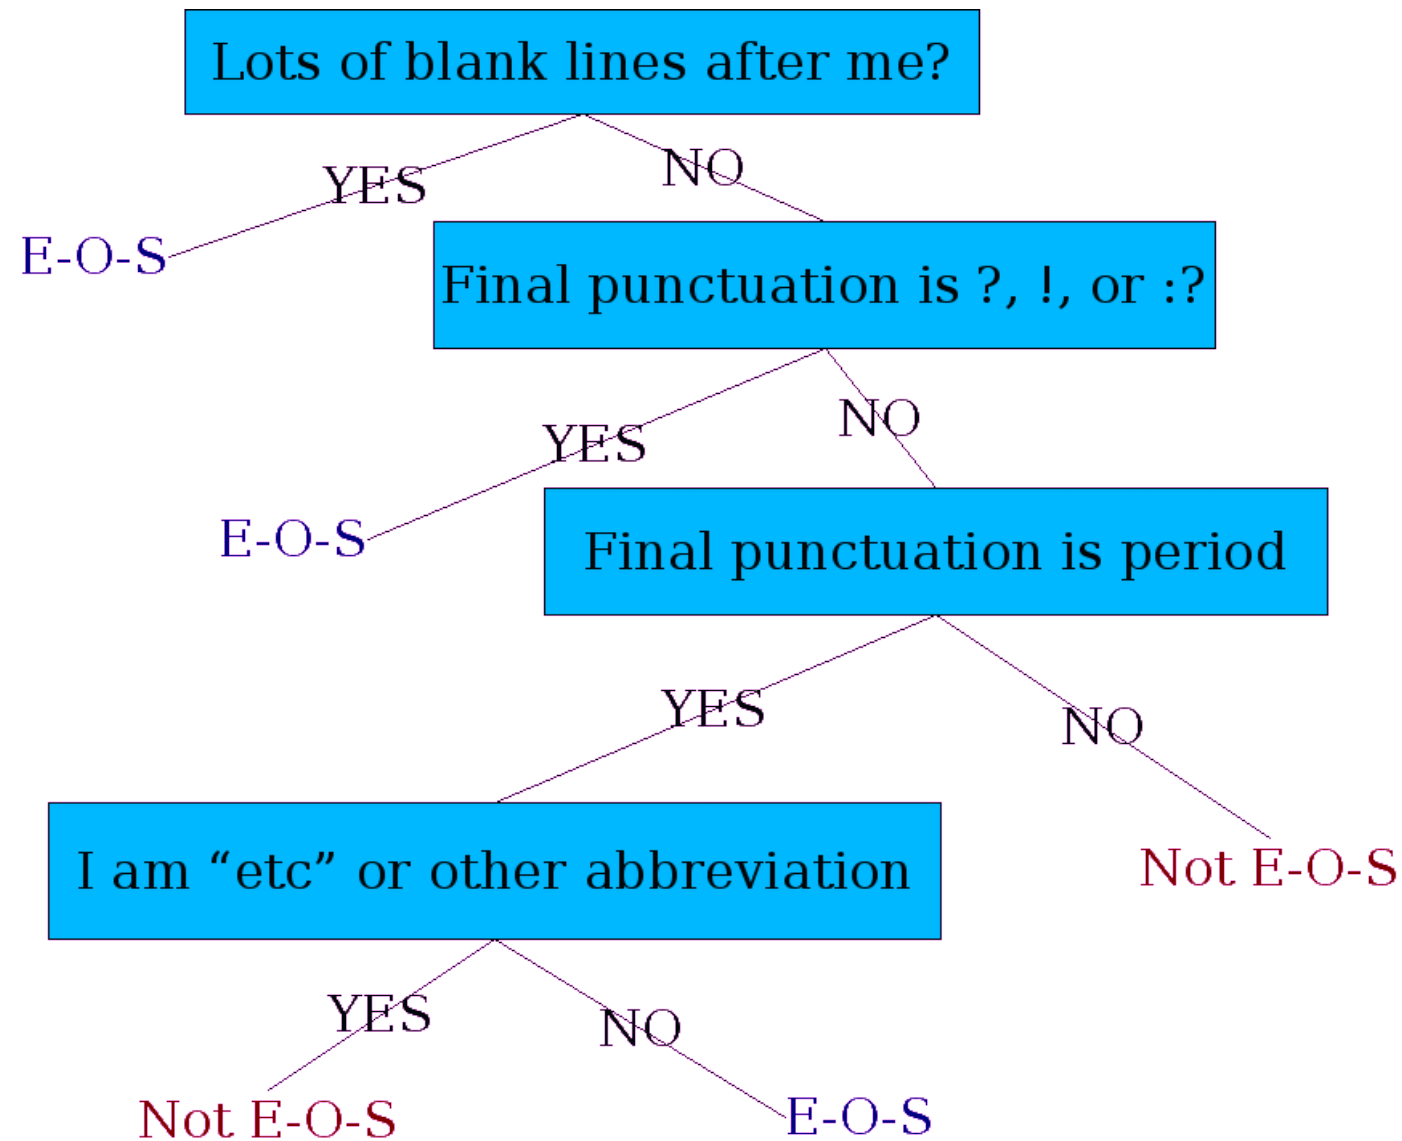 Lots of blank lines after me?
YES
NO
E-O-S
Final punctuation is ?, !, or :?
YES
NO
E-O-S
Final punctuation is period
YES
NO
I am “etc” or other abbreviation
Not E-O-S
YES
NO
Not E-O-S
E-O-S